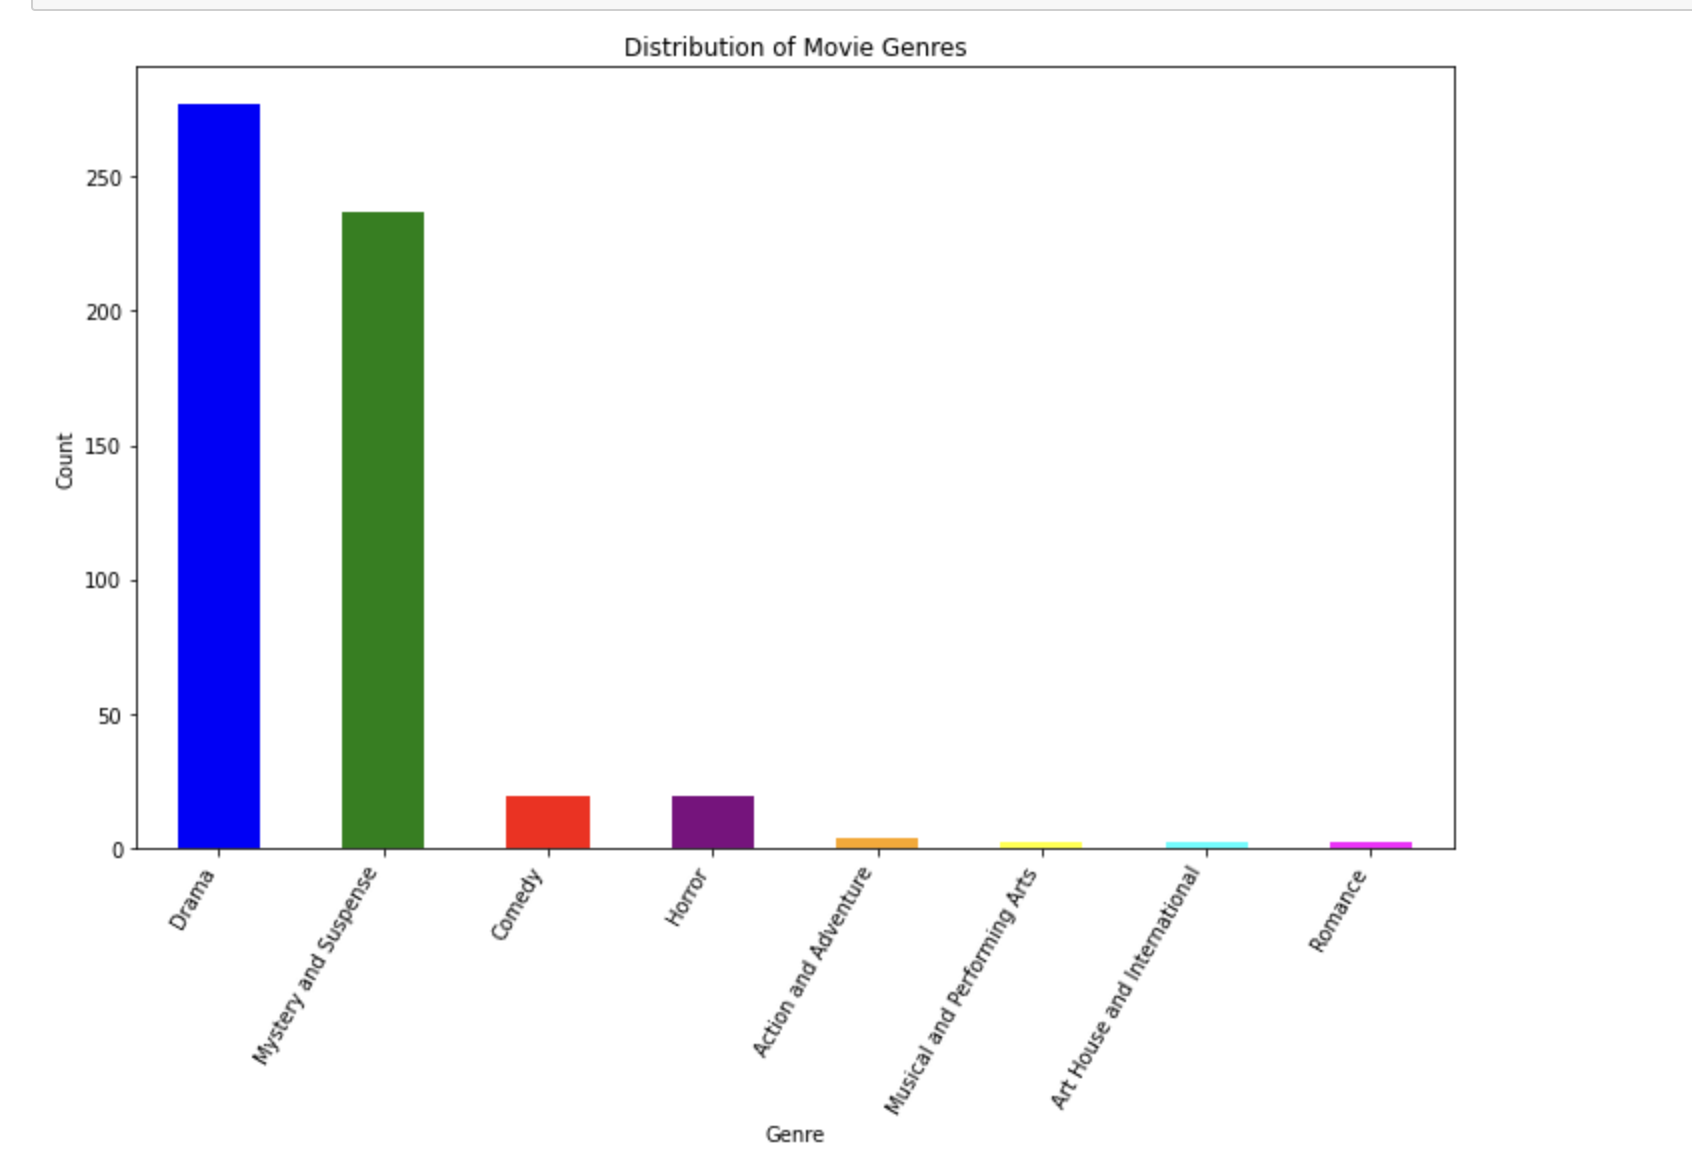 Distribution of Movie Genres
250
200
150
100
50
0
Count
Drama
Mystery and Suspense
Comedy
Horror
Action and Adventure
Musical and Performing Arts
Art House and International
Romance
Genre